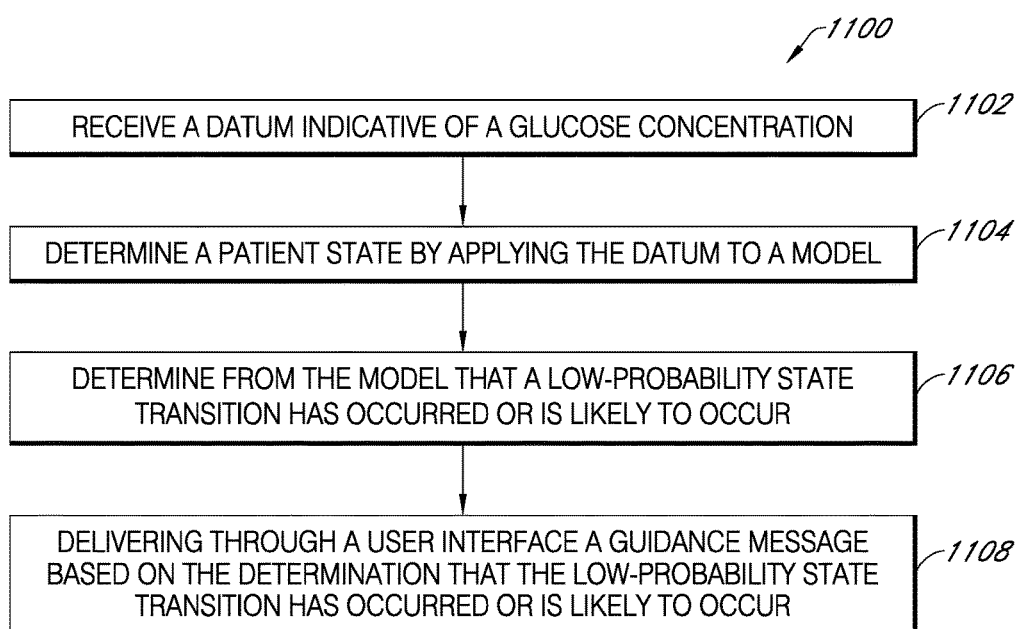 1100
RECEIVE A DATUM INDICATIVE OF A GLUCOSE CONCENTRATION
1102
DETERMINE A PATIENT STATE BY APPLYING THE DATUM TO A MODEL
1104
DETERMINE FROM THE MODEL THAT A LOW-PROBABILITY STATE
TRANSITION HAS OCCURRED OR IS LIKELY TO OCCUR
1106
DELIVERING THROUGH A USER INTERFACE A GUIDANCE MESSAGE
BASED ON THE DETERMINATION THAT THE LOW-PROBABILITY STATE
TRANSITION HAS OCCURRED OR IS LIKELY TO OCCUR
1108